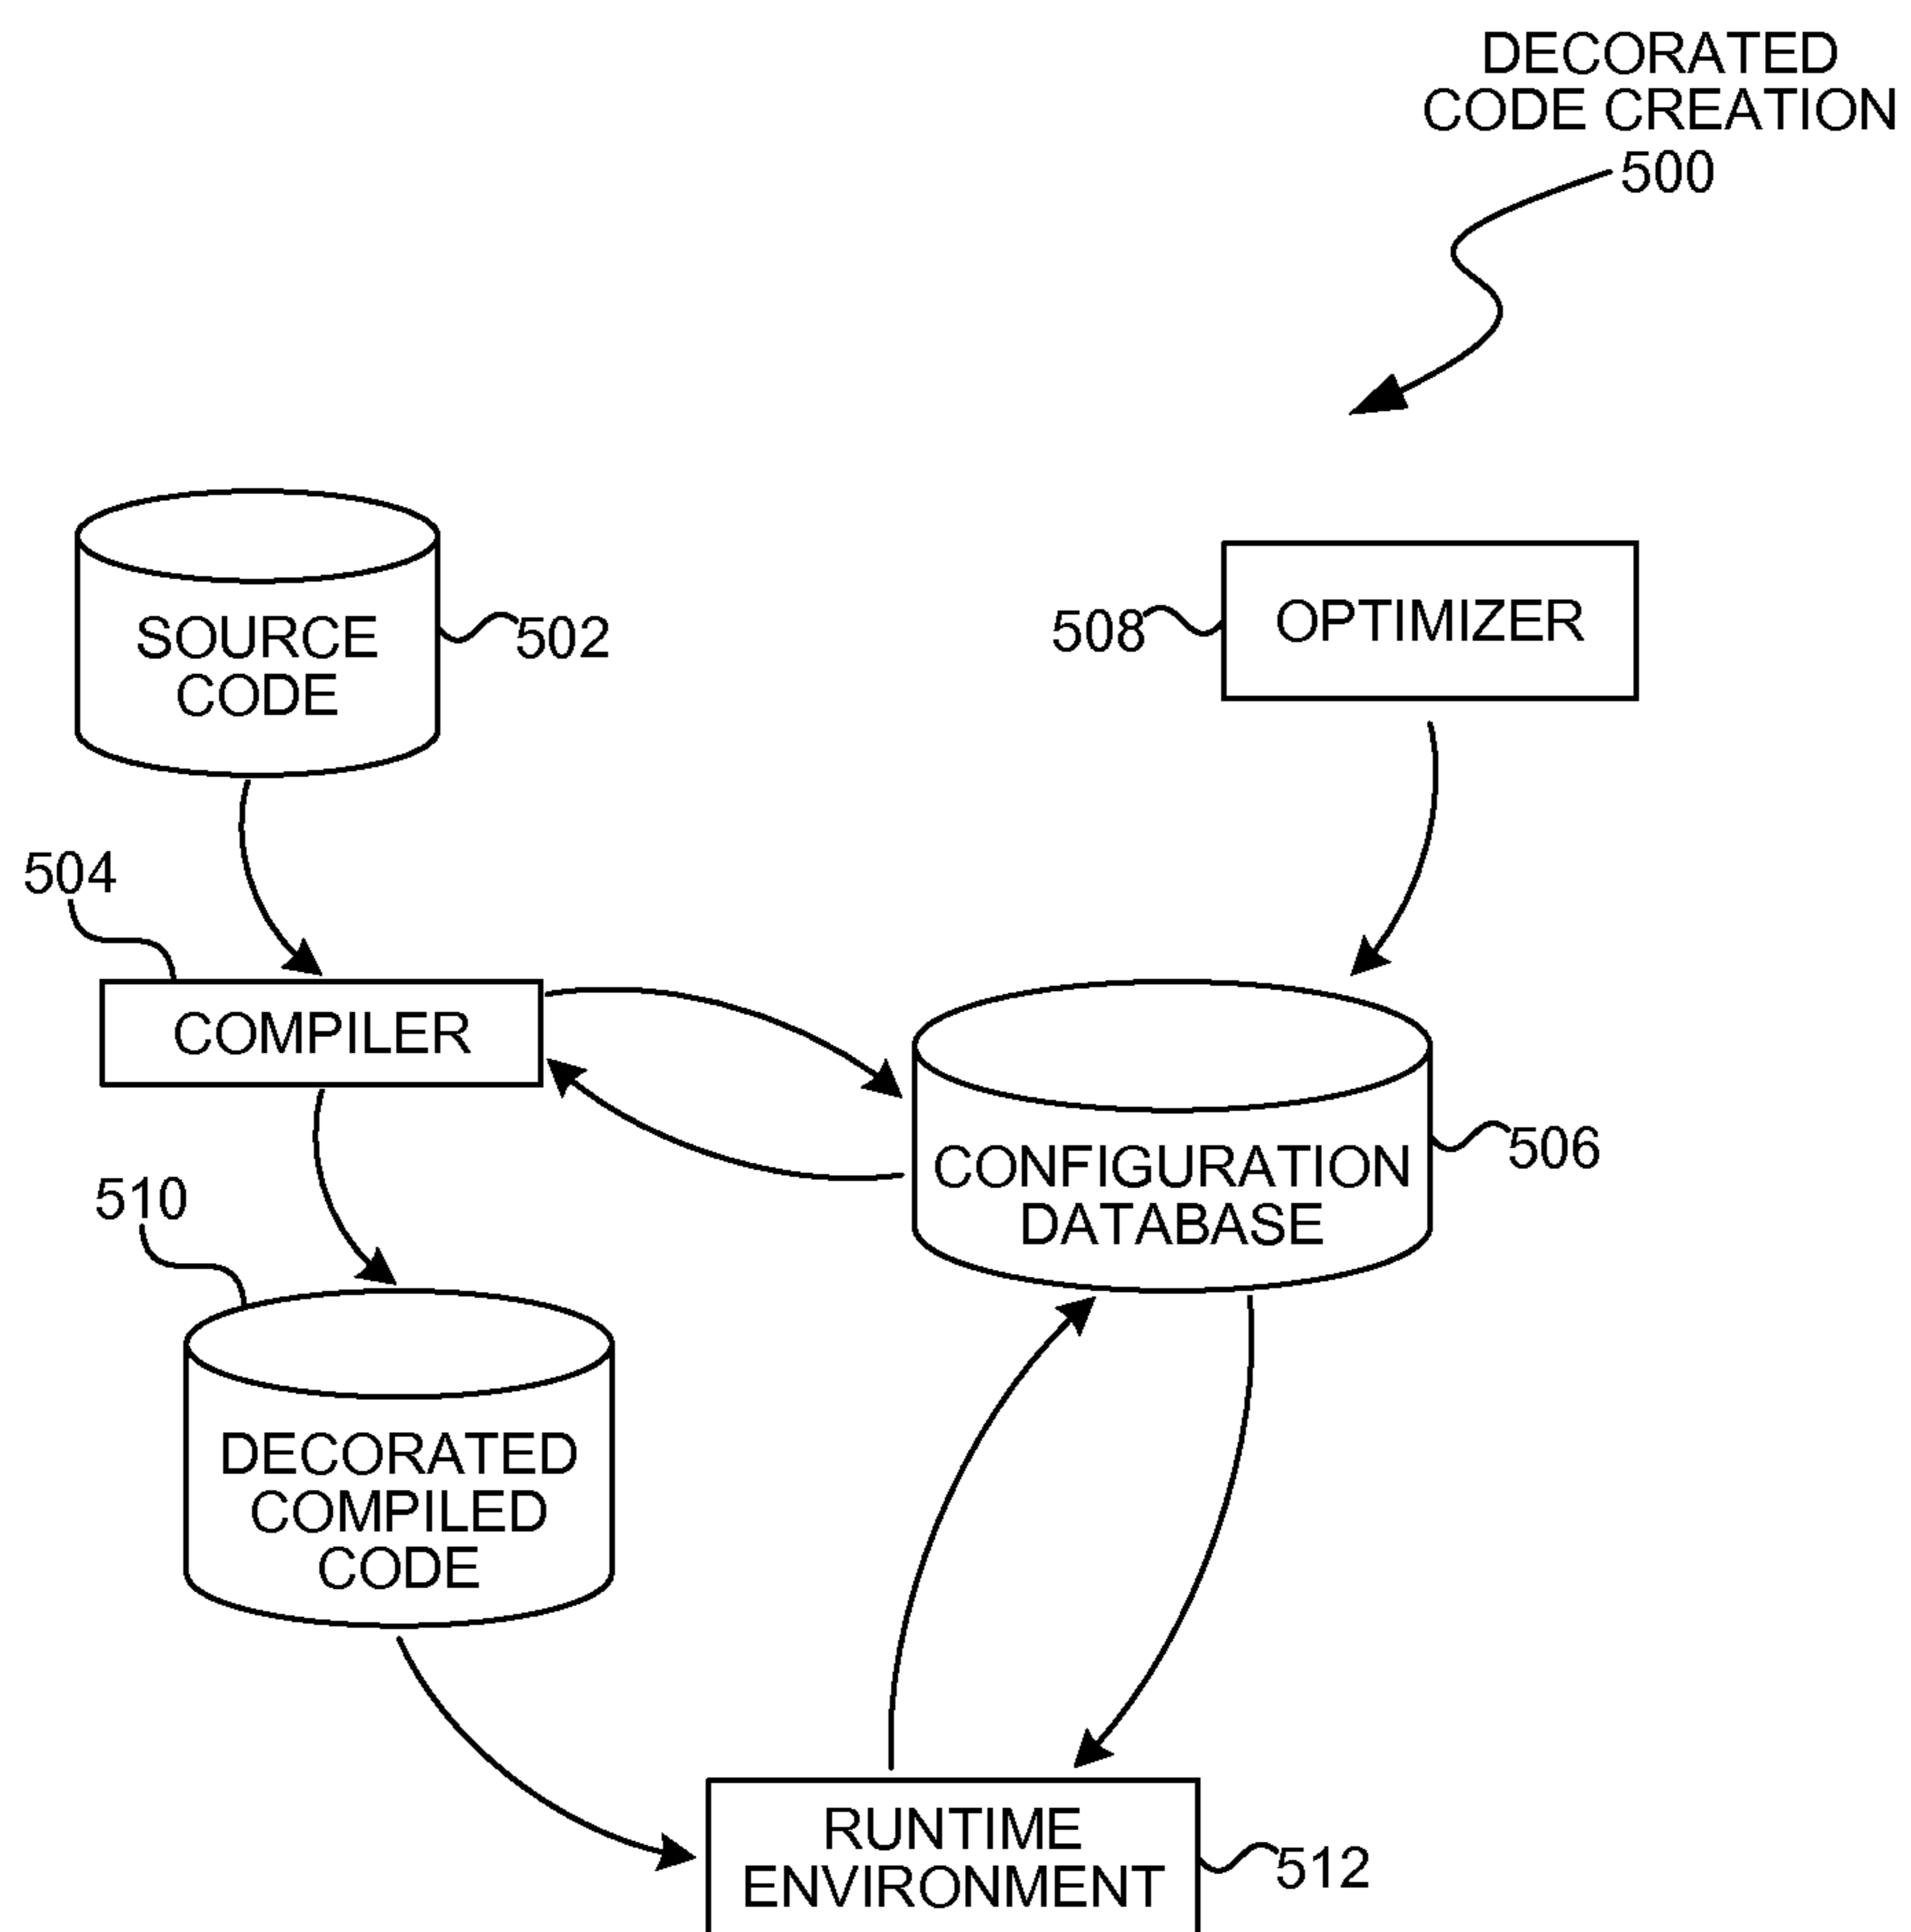 DECORATED
CODE CREATION
500
SOURCE
CODE
502
508
OPTIMIZER
504
COMPILER
CONFIGURATION
DATABASE
506
510
DECORATED
COMPILED
CODE
RUNTIME
ENVIRONMENT
512